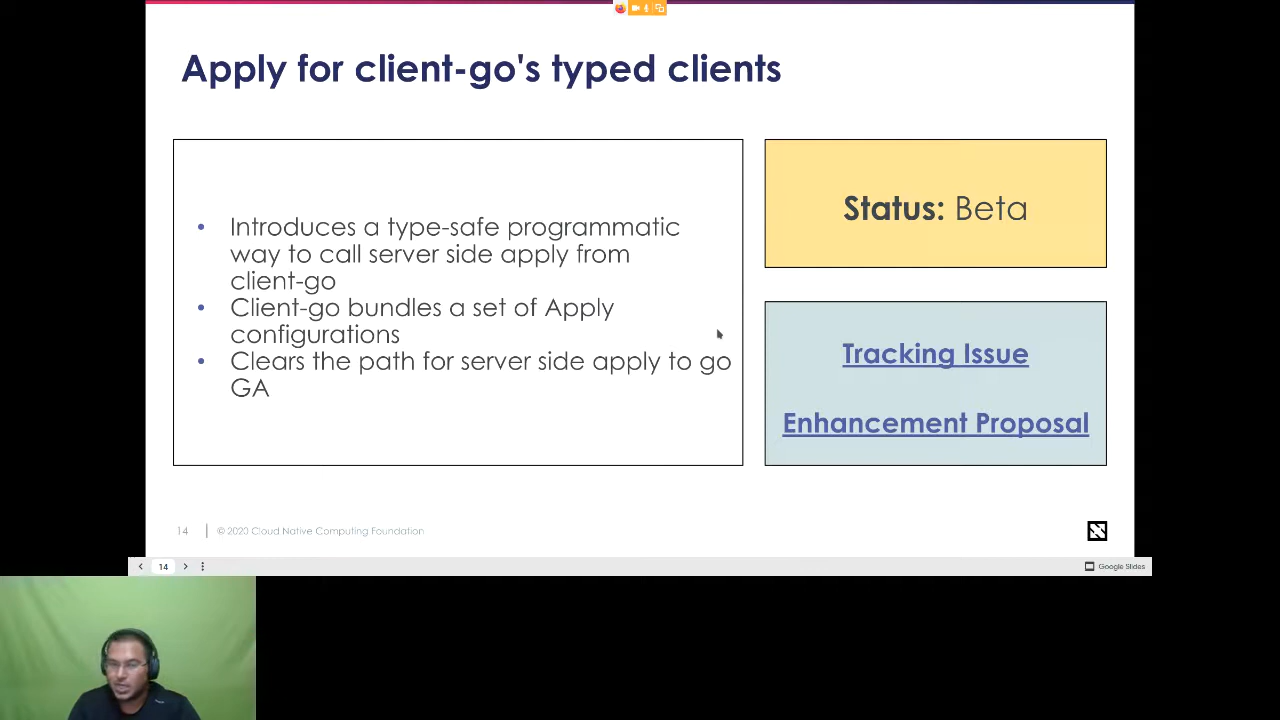 Apply for client-go's typed clients
• Introduces a type-safe programmatic
way to call server side apply from
client-go
• Client-go bundles a set of Apply
configurations
• Clears the path for server side apply to go
GA
Status: Beta
Tracking Issue
Enhancement Proposal
14 © 2020 Cloud Native Computing Foundation
14
Google Slides